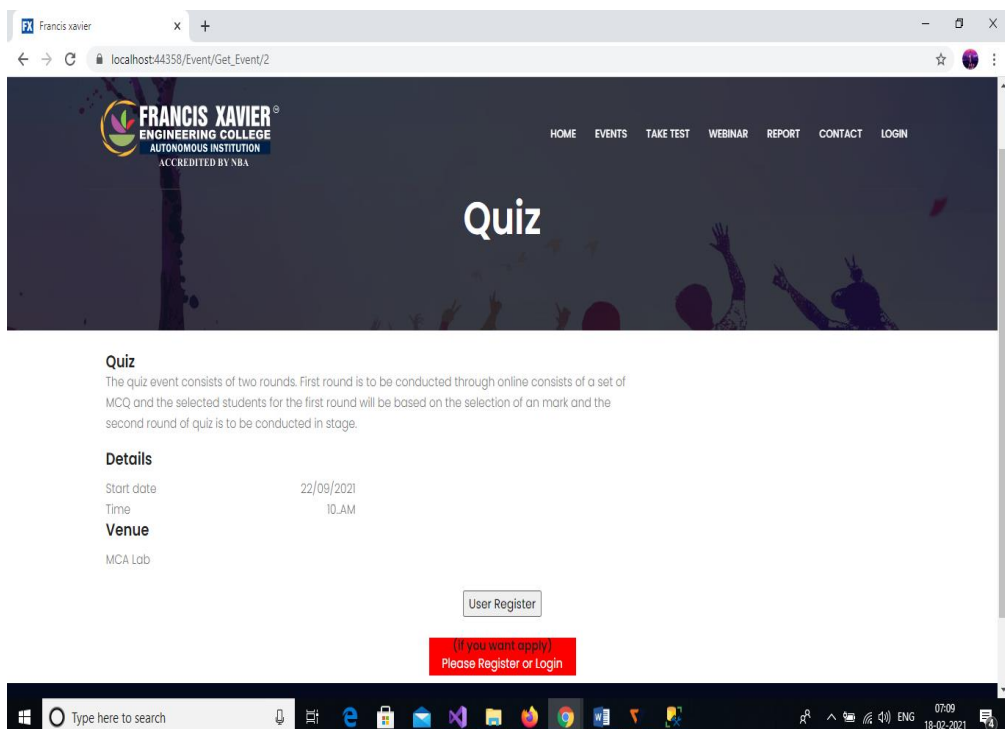 FX Francis xavier
localhost:44358/Event/Get_Event/2
FRANCIS XAVIER
ENGINEERING COLLEGE
AUTONOMOUS INSTITUTION
ACCREDITED BY NBA
HOME EVENTS TAKE TEST WEBINAR REPORT CONTACT LOGIN
Quiz
Quiz
The quiz event consists of two rounds. First round is to be conducted through online consists of a set of
MCQ and the selected students for the first round will be based on the selection of an mark and the
second round of quiz is to be conducted in stage.
Details
Start date 22/09/2021
Time 10..AM
Venue
MCA Lab
User Register
(if you want apply)
Please Register or Login
Type here to search
ENG 07:09
18-02-2021
4